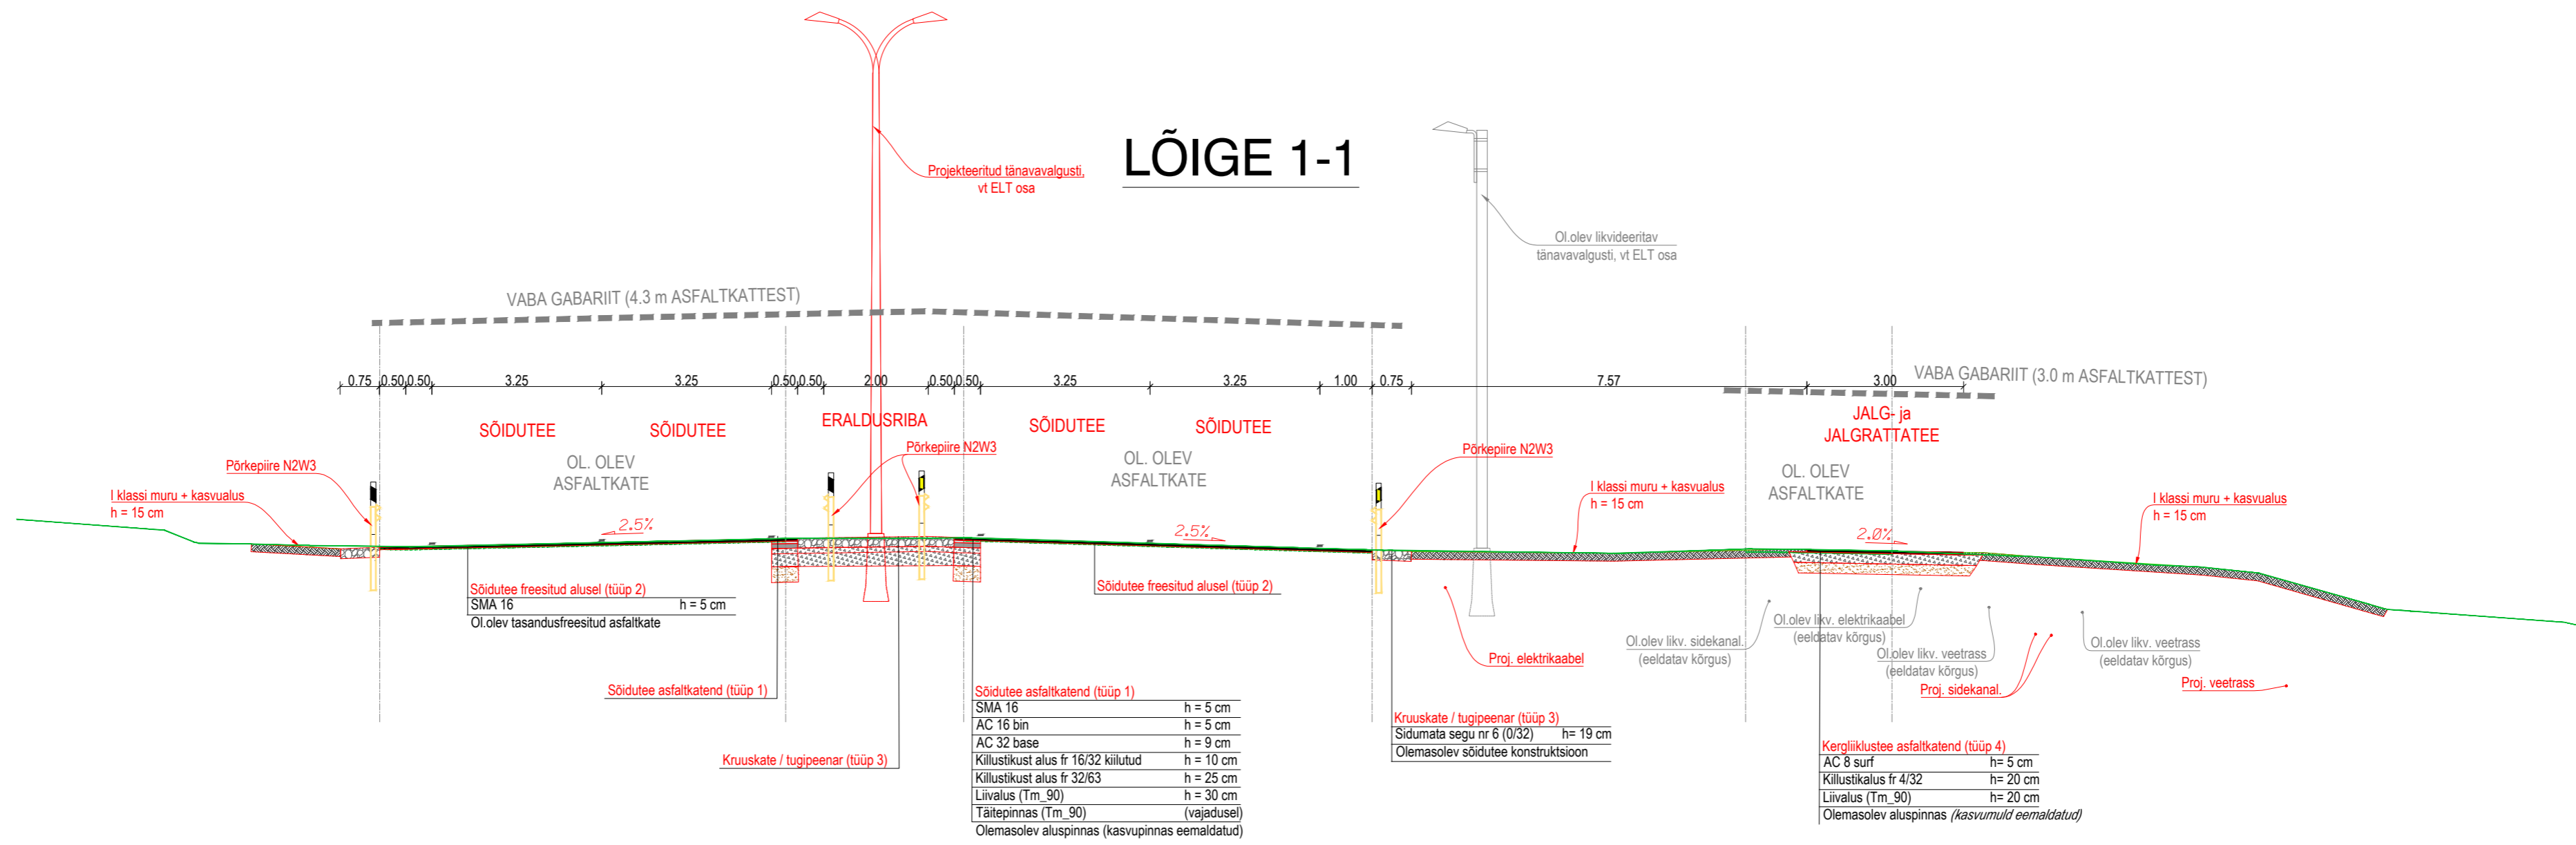 LÕIGE 1-1
Projekteeritud tänavavalgusti,
vt ELT osa
Ol.olev likvideeritav
tänavavalgusti, vt ELT osa
VABA GABARIIT (4.3 m ASFALTKATTEST)
VABA GABARIIT (3.0 m ASFALTKATTEST)
0.75 0.50 0.50 3.25 3.25 0.50 0.50 2.00 0.50 0.50 3.25 3.25 1.00 0.75 7.57 3.00
SÕIDUTEE
SÕIDUTEE
ERALDUSRIBA
SÕIDUTEE
SÕIDUTEE
JALG- ja
JALGRATTATEE
OL. OLEV
ASFALTKATE
OL. OLEV
ASFALTKATE
OL. OLEV
ASFALTKATE
Põrkepiire N2W3
Põrkepiire N2W3
Põrkepiire N2W3
I klassi muru + kasvualus
h = 15 cm
I klassi muru + kasvualus
h = 15 cm
I klassi muru + kasvualus
h = 15 cm
2.5%
2.5%
2.0%
Sõidutee freesitud alusel (tüüp 2)
SMA 16 h = 5 cm
Ol.olev tasandusfreesitud asfaltkate
Sõidutee freesitud alusel (tüüp 2)
Sõidutee asfaltkatend (tüüp 1)
Kruuskate / tugipeenar (tüüp 3)
Sõidutee asfaltkatend (tüüp 1)
SMA 16 h = 5 cm
AC 16 bin h = 5 cm
AC 32 base h = 9 cm
Killustikust alus fr 16/32 kiilutud h = 10 cm
Killustikust alus fr 32/63 h = 25 cm
Liivalus (Tm_90) h = 30 cm
Täitepinnas (Tm_90) (vajadusel)
Olemasolev aluspinnas (kasvupinnas eemaldatud)
Kruuskate / tugipeenar (tüüp 3)
Sidumata segu nr 6 (0/32) h= 19 cm
Olemasolev sõidutee konstruktsioon
Proj. elektrikaabel
Ol.olev likv. sidekanal.
(eeldatav kõrgus)
Ol.olev likv. elektrikaabel
(eeldatav kõrgus)
Ol.olev likv. veetrass
(eeldatav kõrgus)
Ol.olev likv. veetrass
(eeldatav kõrgus)
Proj. sidekanal.
Proj. veetrass
Kergliiklustee asfaltkatend (tüüp 4)
AC 8 surf h= 5 cm
Killustikalus fr 4/32 h= 20 cm
Liivalus (Tm_90) h= 20 cm
Olemasolev aluspinnas (kasvumuld eemaldatud)